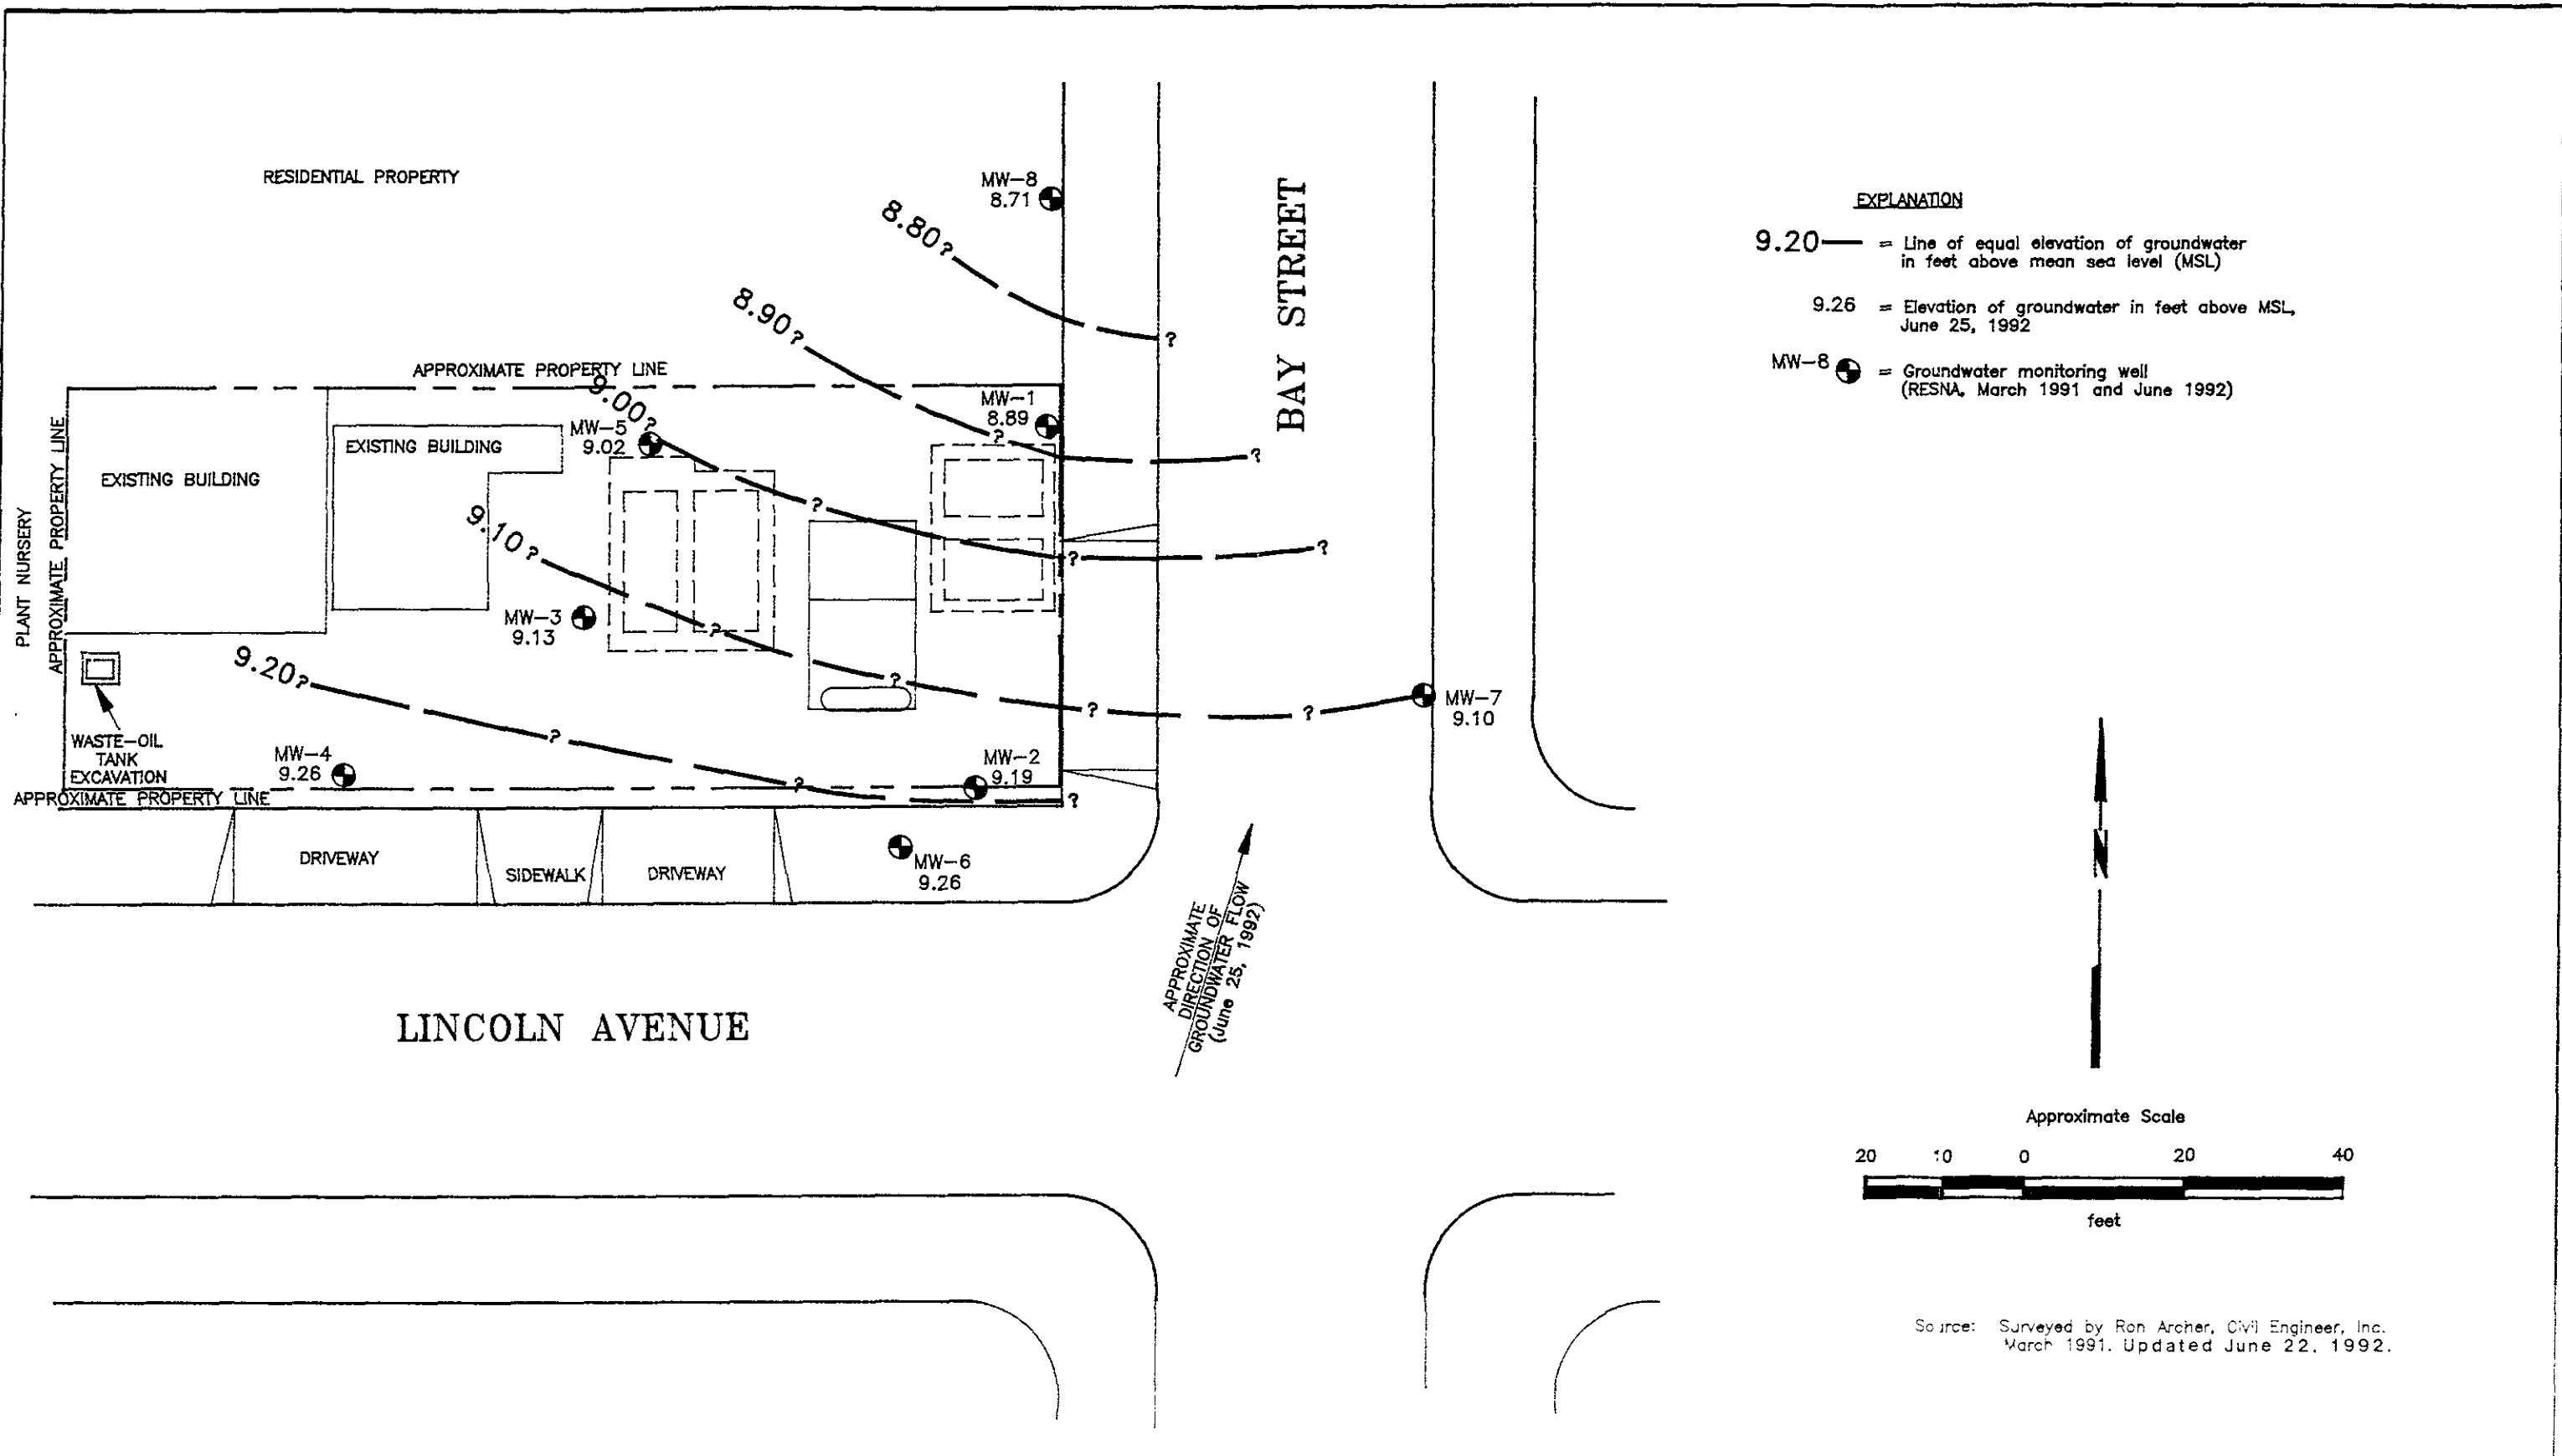 RESIDENTIAL PROPERTY
MW-8
8.71
8.80?
?
8.90?
?
?
APPROXIMATE PROPERTY LINE
MW-1
8.89
9.00?
?
?
?
MW-5
9.02
EXISTING BUILDING
EXISTING BUILDING
PLANT NURSERY
APPROXIMATE PROPERTY LINE
9.10?
?
?
?
?
MW-3
9.13
MW-7
9.10
9.20?
?
?
?
WASTE-OIL
TANK
EXCAVATION
MW-4
9.26
MW-2
9.19
APPROXIMATE PROPERTY LINE
DRIVEWAY
SIDEWALK
DRIVEWAY
MW-6
9.26
BAY STREET
APPROXIMATE
DIRECTION OF
GROUNDWATER FLOW
(June 25, 1992)
LINCOLN AVENUE
EXPLANATION
9.20 = Line of equal elevation of groundwater
in feet above mean sea level (MSL)
9.26 = Elevation of groundwater in feet above MSL,
June 25, 1992
MW-8 = Groundwater monitoring well
(RESNA, March 1991 and June 1992)
N
Approximate Scale
20 10 0 20 40
feet
Source: Surveyed by Ron Archer, Civil Engineer, Inc.
March 1991. Updated June 22, 1992.